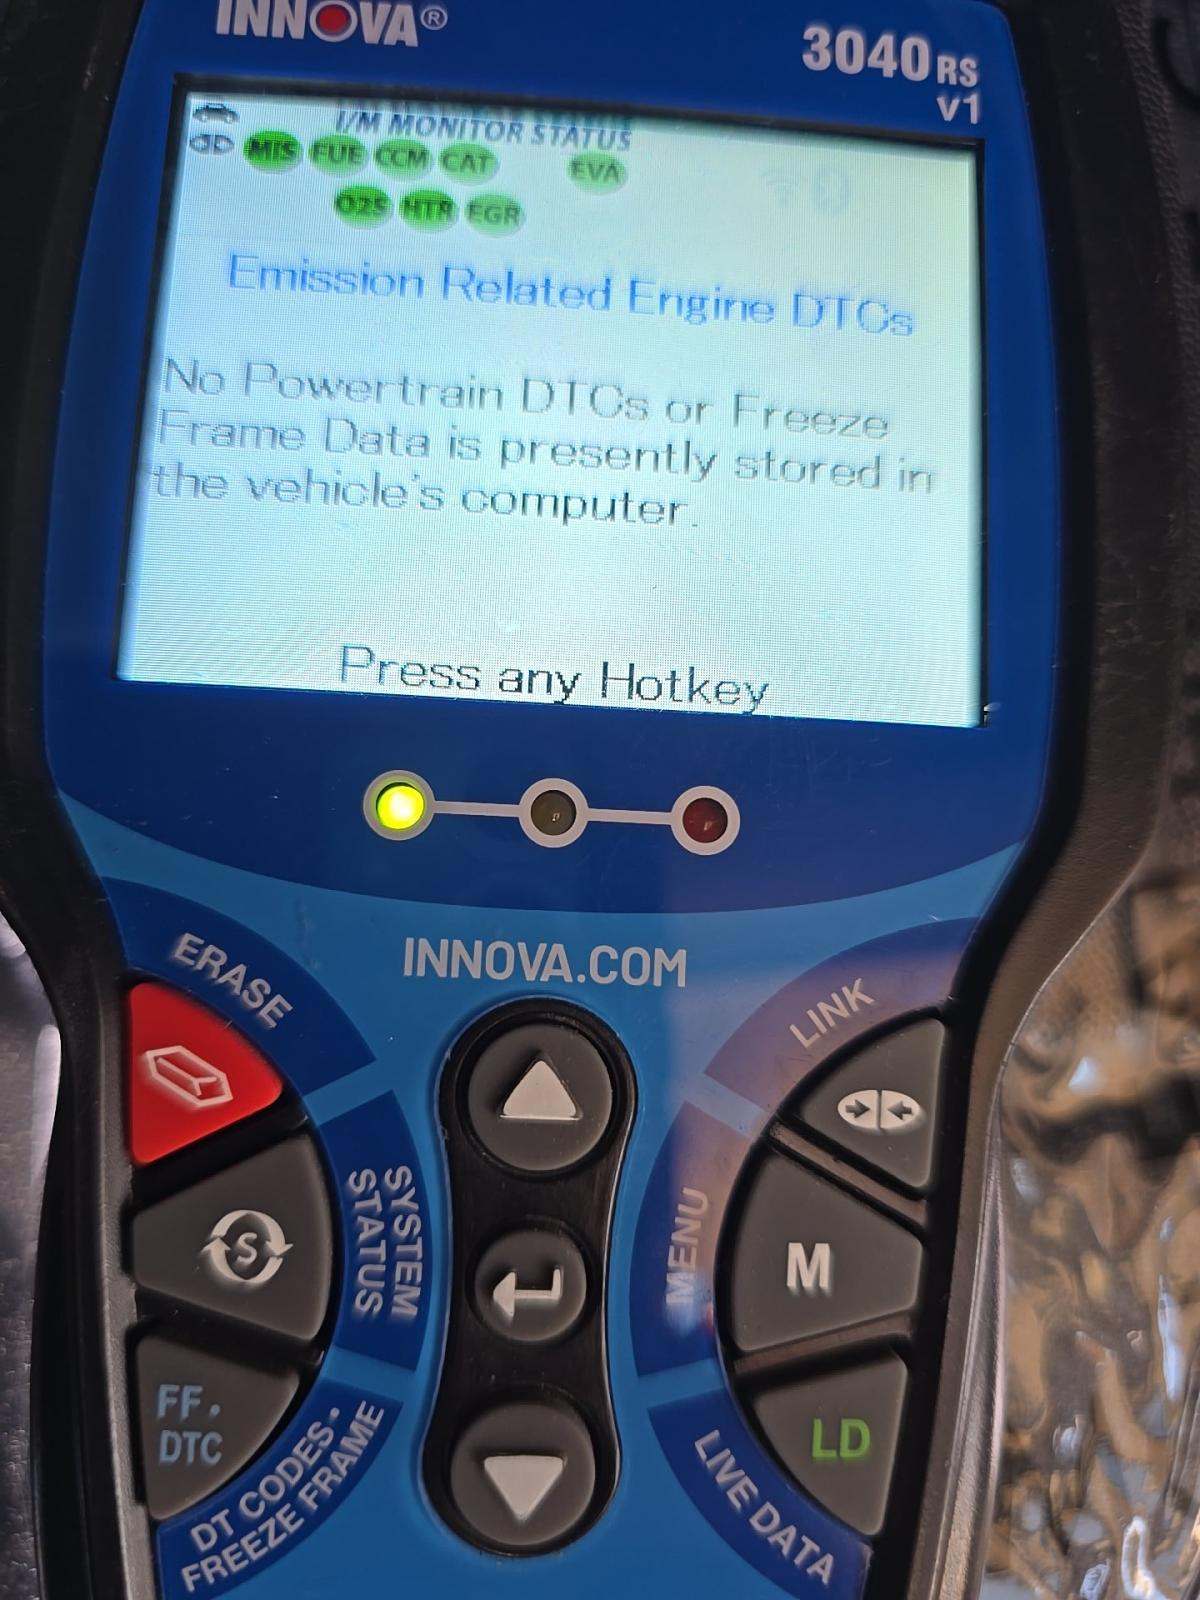 INNOVA®
3040RS
V1
I/M MONITOR STATUS
MIS FUE CCM CAT EVA
O2S HTR EGR
Emission Related Engine DTCs
No Powertrain DTCs or Freeze
Frame Data is presently stored in
the vehicle's computer.
Press any Hotkey
INNOVA.COM
ERASE
LINK
S
SYSTEM
STATUS
MENU
M
FF.
DTC
DT CODES•
FREEZE FRAME
LD
LIVE DATA